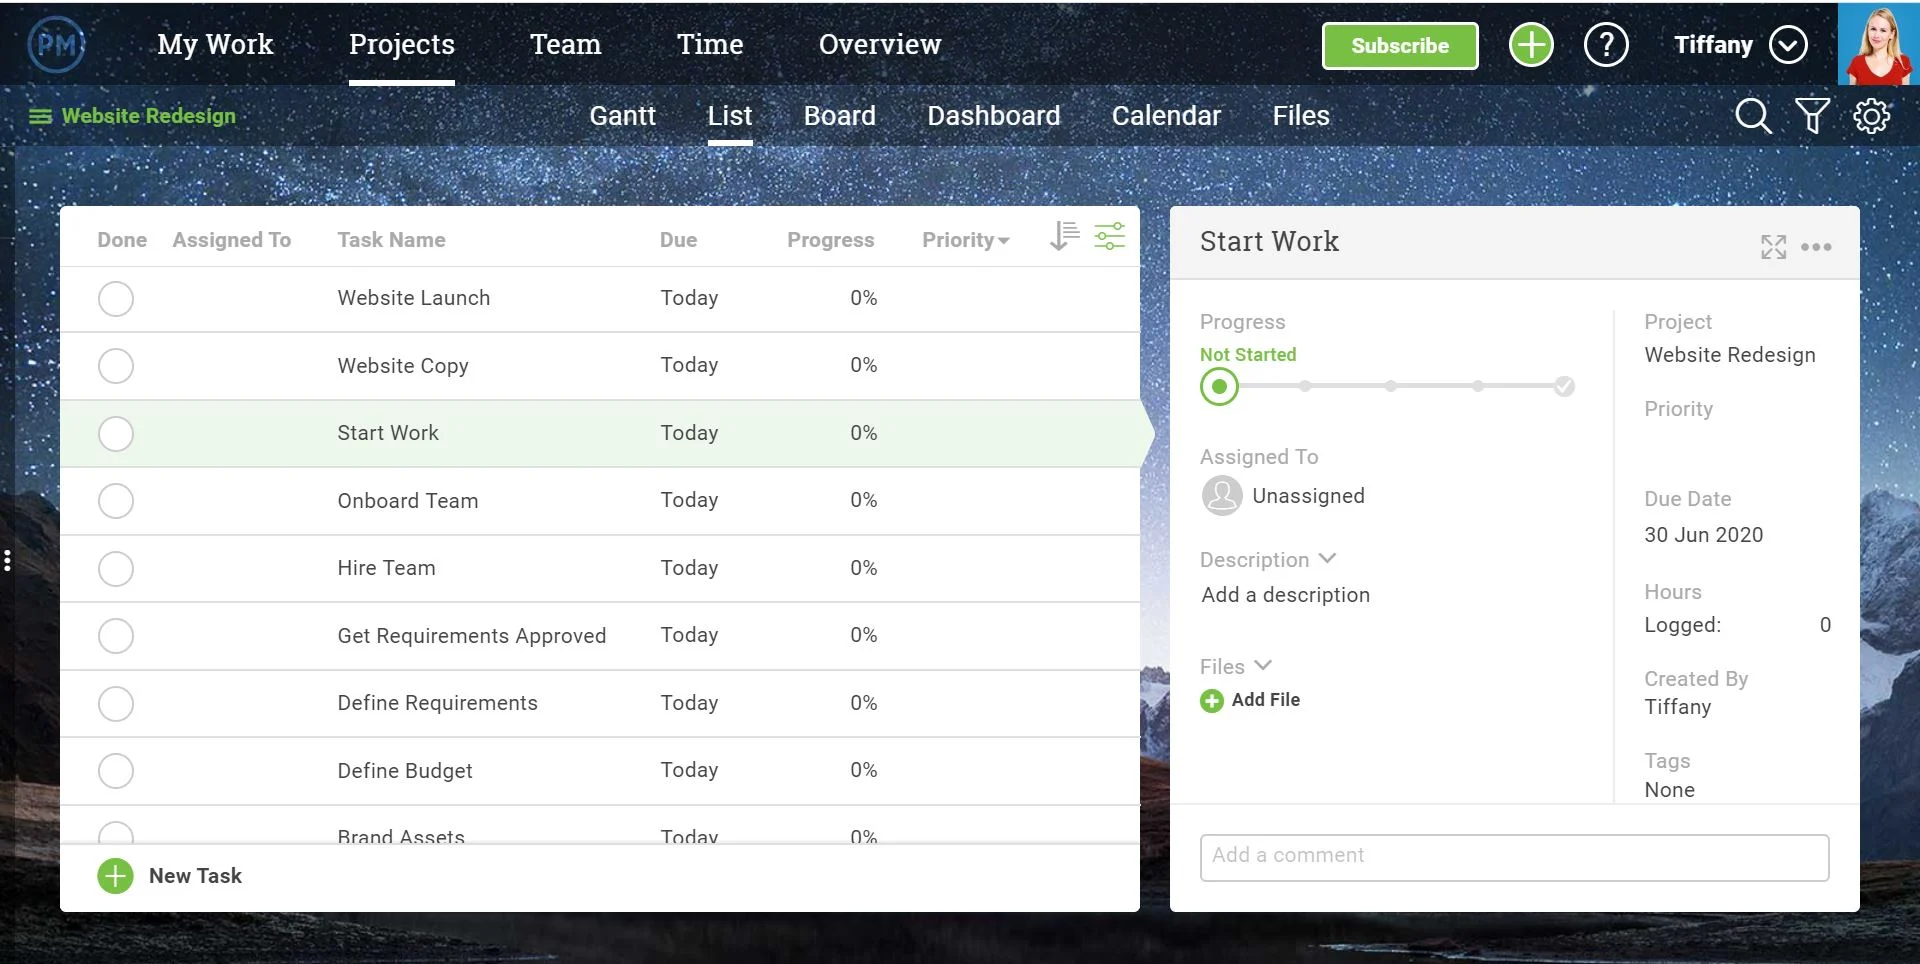 PM My Work Projects Team Time Overview Subscribe ? Tiffany
Website Redesign Gantt List Board Dashboard Calendar Files
Done Assigned To Task Name Due Progress Priority
Website Launch Today 0%
Website Copy Today 0%
Start Work Today 0%
Onboard Team Today 0%
Hire Team Today 0%
Get Requirements Approved Today 0%
Define Requirements Today 0%
Define Budget Today 0%
Brand Assets Today 0%
New Task
Start Work
Progress
Not Started
Assigned To
Unassigned
Description
Add a description
Files
Add File
Project
Website Redesign
Priority
Due Date
30 Jun 2020
Hours
Logged: 0
Created By
Tiffany
Tags
None
Add a comment